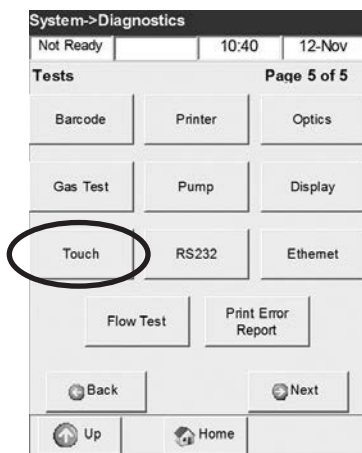 System->Diagnostics
Not Ready 10:40 12-Nov
Tests Page 5 of 5
Barcode Printer Optics
Gas Test Pump Display
Touch RS232 Ethernet
Flow Test Print Error
Report
Back Next
Up Home